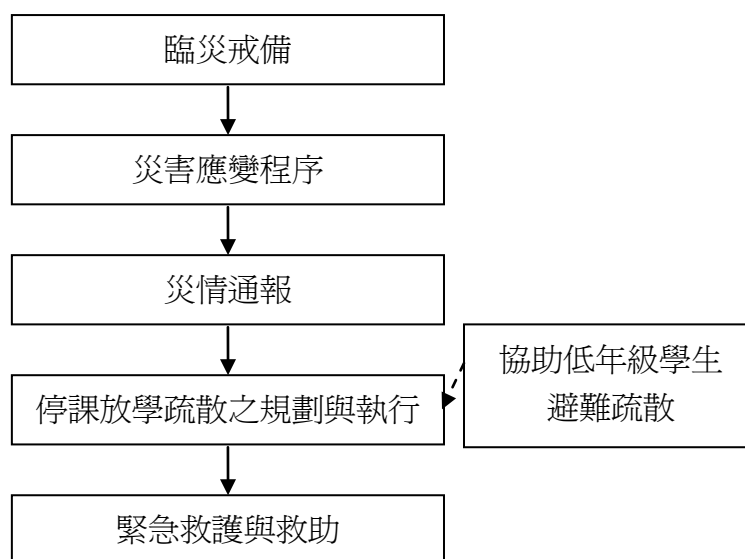 臨災戒備
災害應變程序
災情通報
停課放學疏散之規劃與執行
協助低年級學生
避難疏散
緊急救護與救助